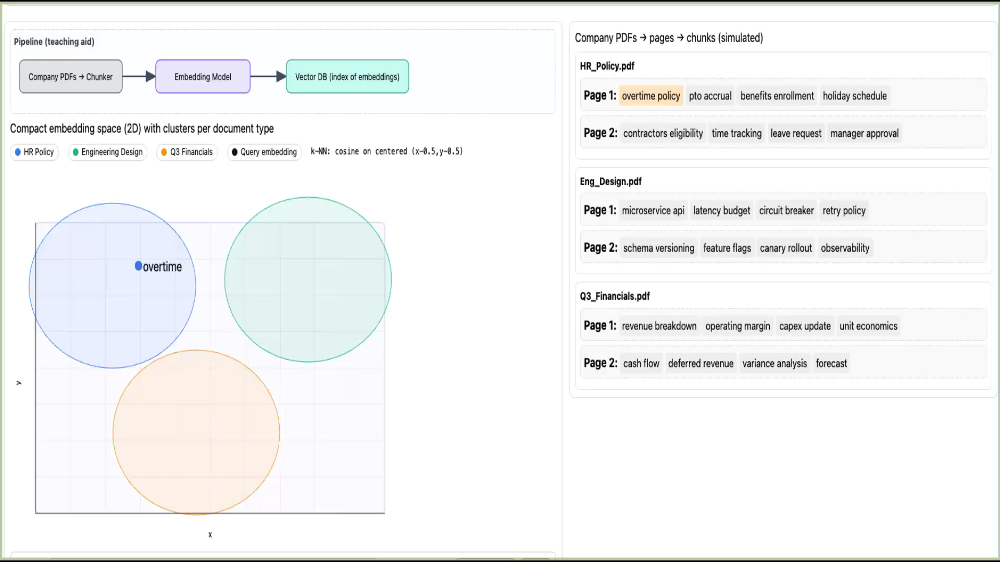 Pipeline (teaching aid)
Company PDFs → Chunker
Embedding Model
Vector DB (index of embeddings)
Compact embedding space (2D) with clusters per document type
HR Policy
Engineering Design
Q3 Financials
Query embedding
k-NN: cosine on centered (x-0.5,y-0.5)
overtime
y
x
Company PDFs → pages → chunks (simulated)
HR_Policy.pdf
Page 1: overtime policy pto accrual benefits enrollment holiday schedule
Page 2: contractors eligibility time tracking leave request manager approval
Eng_Design.pdf
Page 1: microservice api latency budget circuit breaker retry policy
Page 2: schema versioning feature flags canary rollout observability
Q3_Financials.pdf
Page 1: revenue breakdown operating margin capex update unit economics
Page 2: cash flow deferred revenue variance analysis forecast